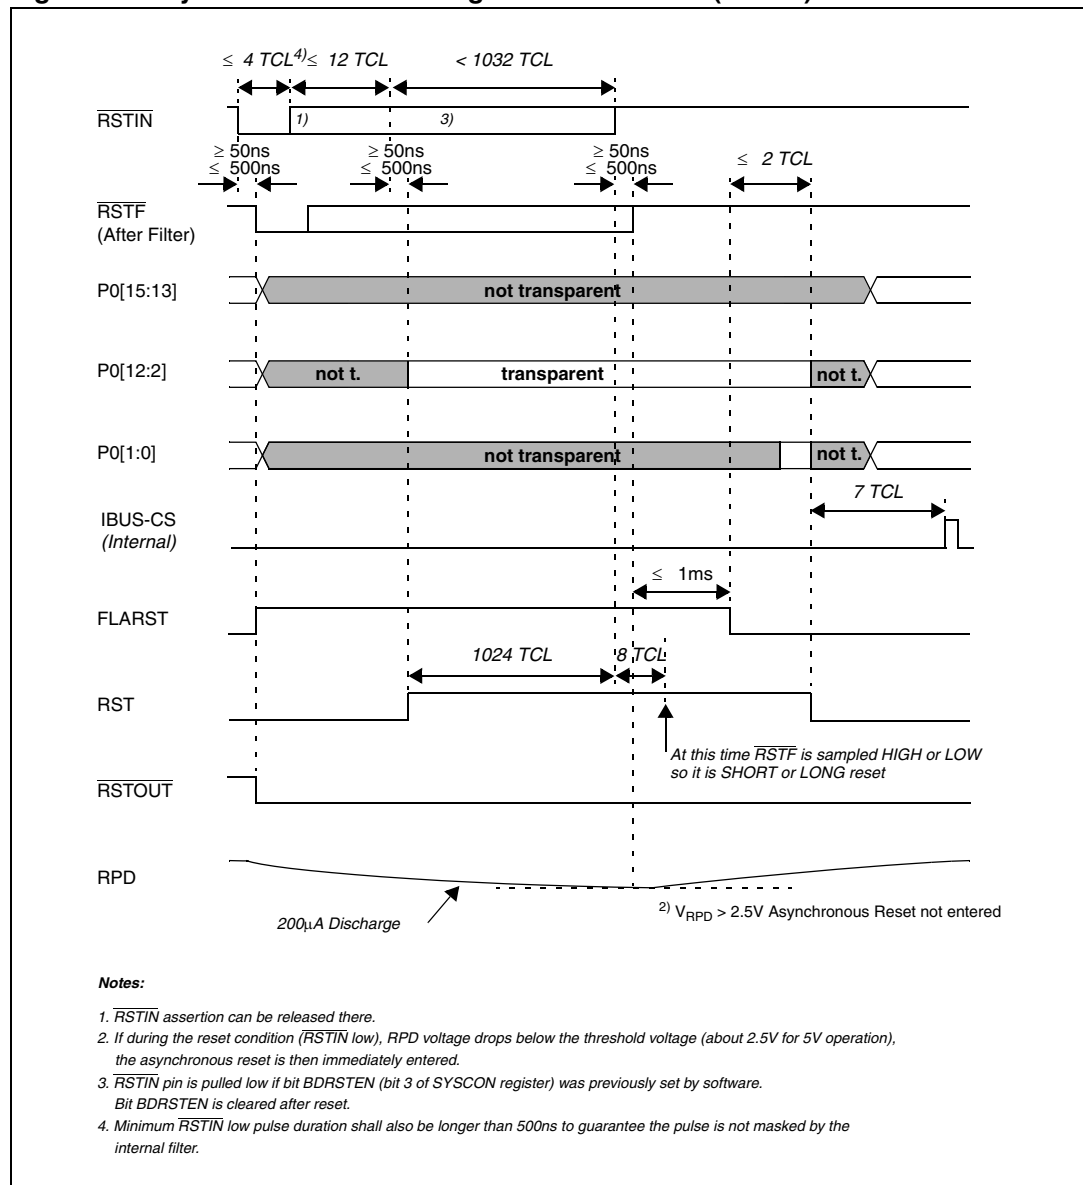 ≤ 4 TCL4) ≤ 12 TCL < 1032 TCL
RSTIN
1) 3)
≥ 50ns ≥ 50ns ≥ 50ns
≤ 500ns ≤ 500ns ≤ 500ns ≤ 2 TCL
RSTF
(After Filter)
P0[15:13] not transparent
P0[12:2] not t. transparent not t.
P0[1:0] not transparent not t.
7 TCL
IBUS-CS
(Internal)
≤ 1ms
FLARST
1024 TCL 8 TCL
RST
At this time RSTF is sampled HIGH or LOW
so it is SHORT or LONG reset
RSTOUT
RPD
200µA Discharge
2) VRPD > 2.5V Asynchronous Reset not entered
Notes:
1. RSTIN assertion can be released there.
2. If during the reset condition (RSTIN low), RPD voltage drops below the threshold voltage (about 2.5V for 5V operation),
the asynchronous reset is then immediately entered.
3. RSTIN pin is pulled low if bit BDRSTEN (bit 3 of SYSCON register) was previously set by software.
Bit BDRSTEN is cleared after reset.
4. Minimum RSTIN low pulse duration shall also be longer than 500ns to guarantee the pulse is not masked by the
internal filter.